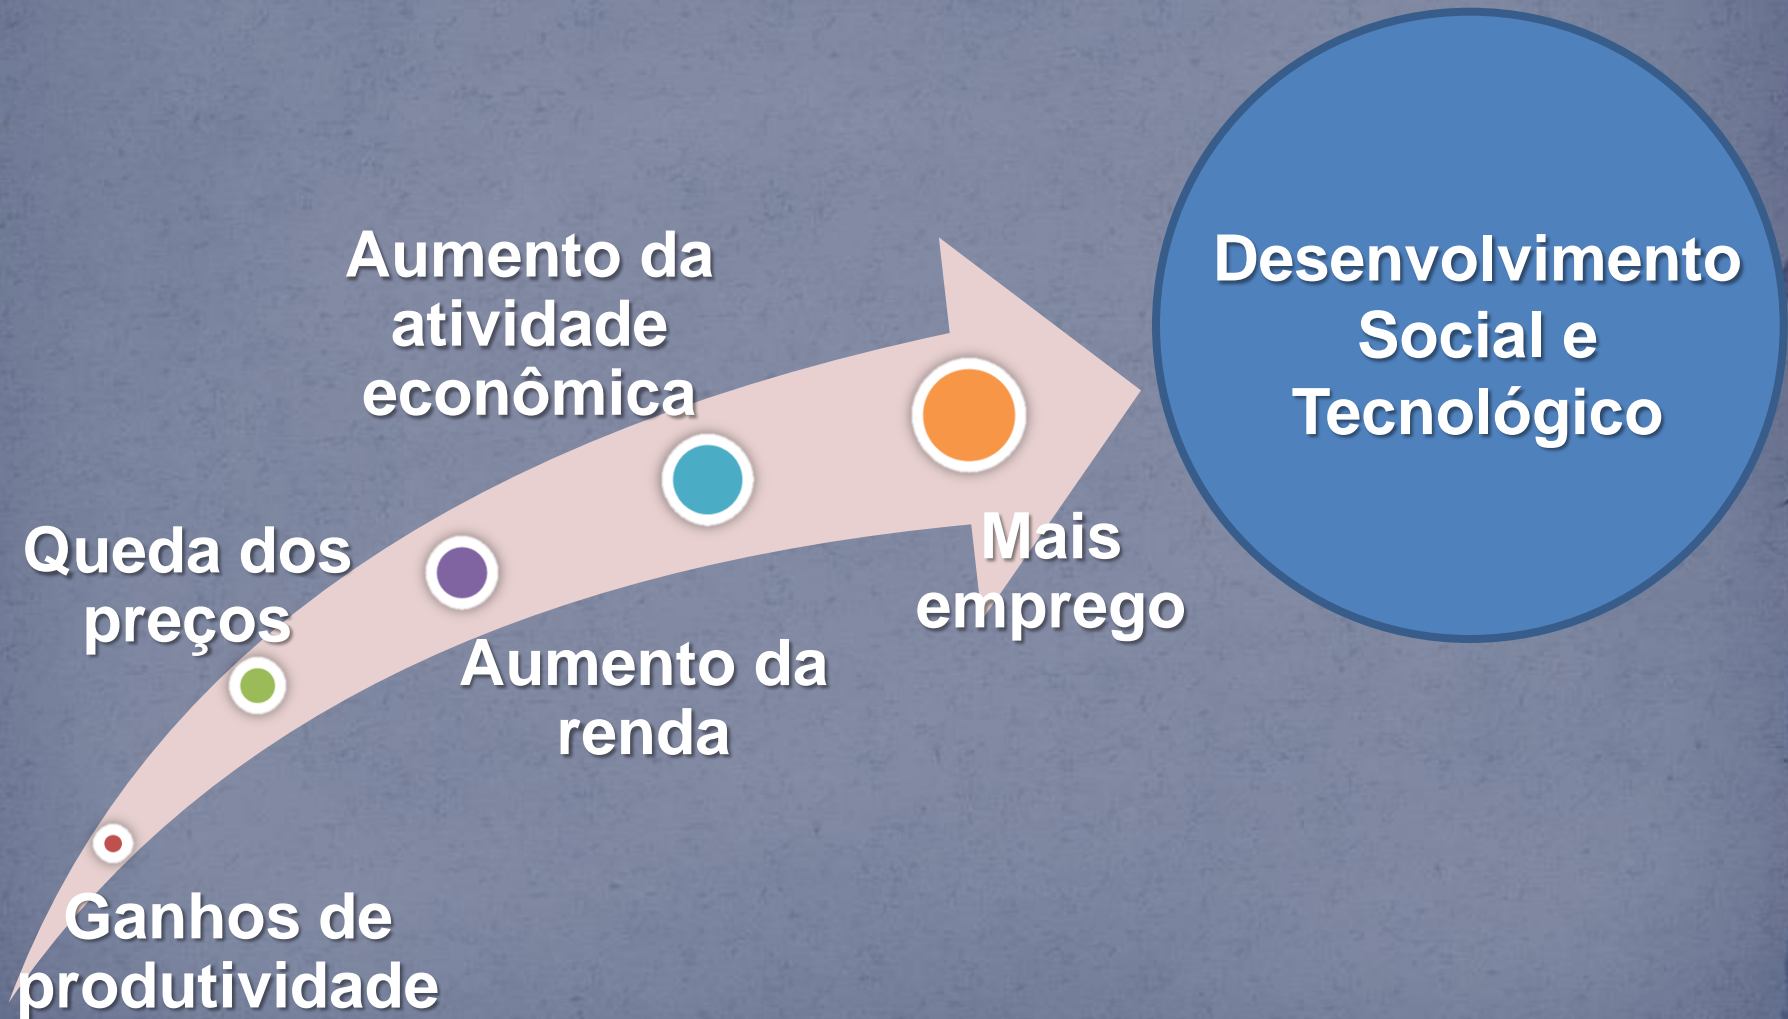 Ganhos de
produtividade
Queda dos
preços
Aumento da
renda
Aumento da
atividade
econômica
Mais
emprego
Desenvolvimento
Social e
Tecnológico